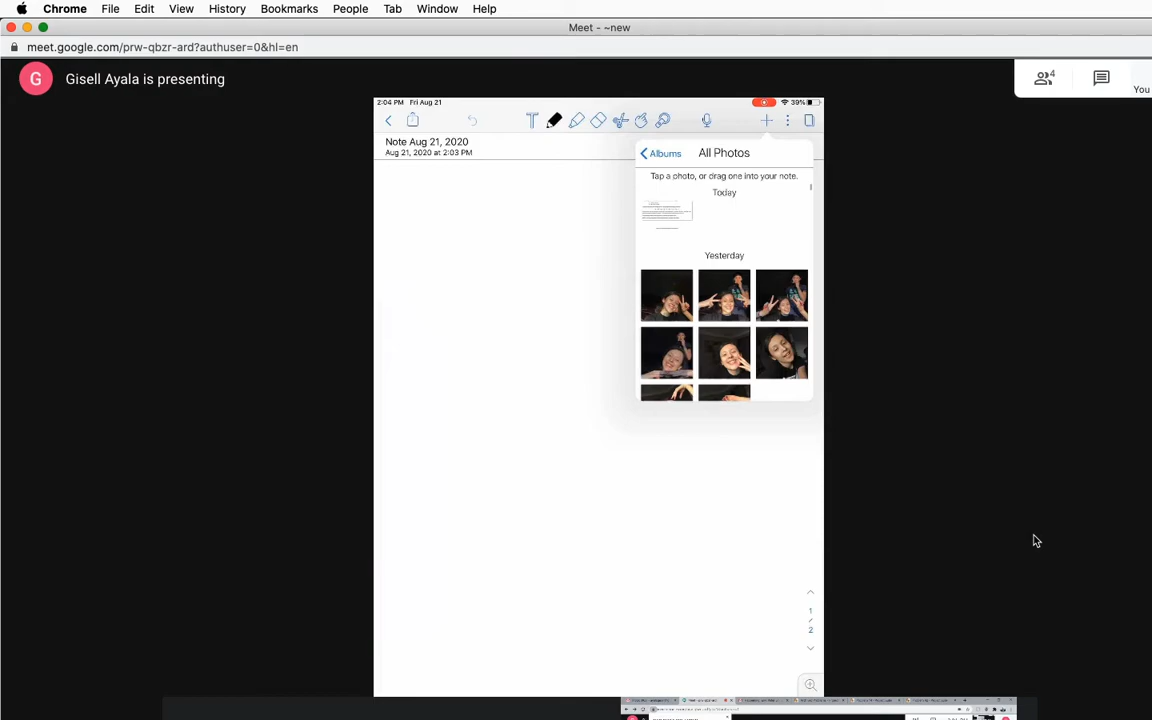 Chrome File Edit View History Bookmarks People Tab Window Help
Meet - ~new
meet.google.com/prw-qbzr-ard?authuser=0&hl=en
G Gisell Ayala is presenting
4
You
2:04 PM Fri Aug 21
39%
T
Note Aug 21, 2020
Aug 21, 2020 at 2:03 PM
Albums All Photos
Tap a photo, or drag one into your note.
Today
Yesterday
1
/
2